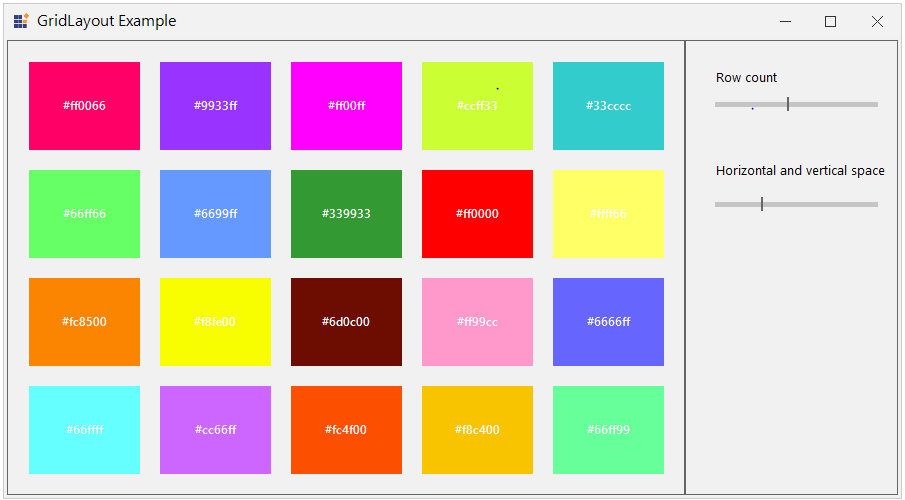 GridLayout Example
#ff0066
#9933ff
#ff00ff
#ccff33
#33cccc
#66ff66
#6699ff
#339933
#ff0000
#ffff66
#fc8500
#f8fe00
#6d0c00
#ff99cc
#6666ff
#66ffff
#cc66ff
#fc4f00
#f8c400
#66ff99
Row count
Horizontal and vertical space